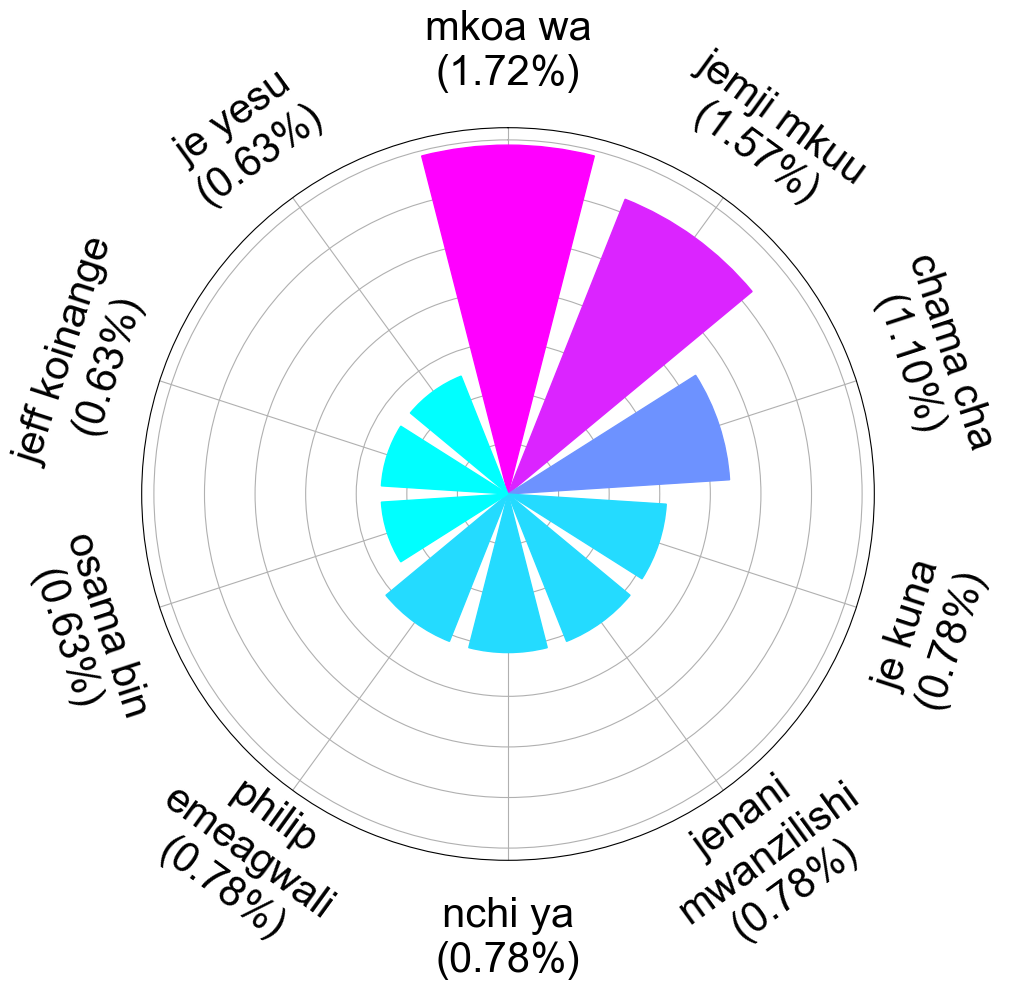 mkoa wa
(1.72%)
jemji mkuu
(1.57%)
chama cha
(1.10%)
je kuna
(0.78%)
jenani
mwanzilishi
(0.78%)
nchi ya
(0.78%)
philip
emeagwali
(0.78%)
osama bin
(0.63%)
jeff koinange
(0.63%)
je yesu
(0.63%)